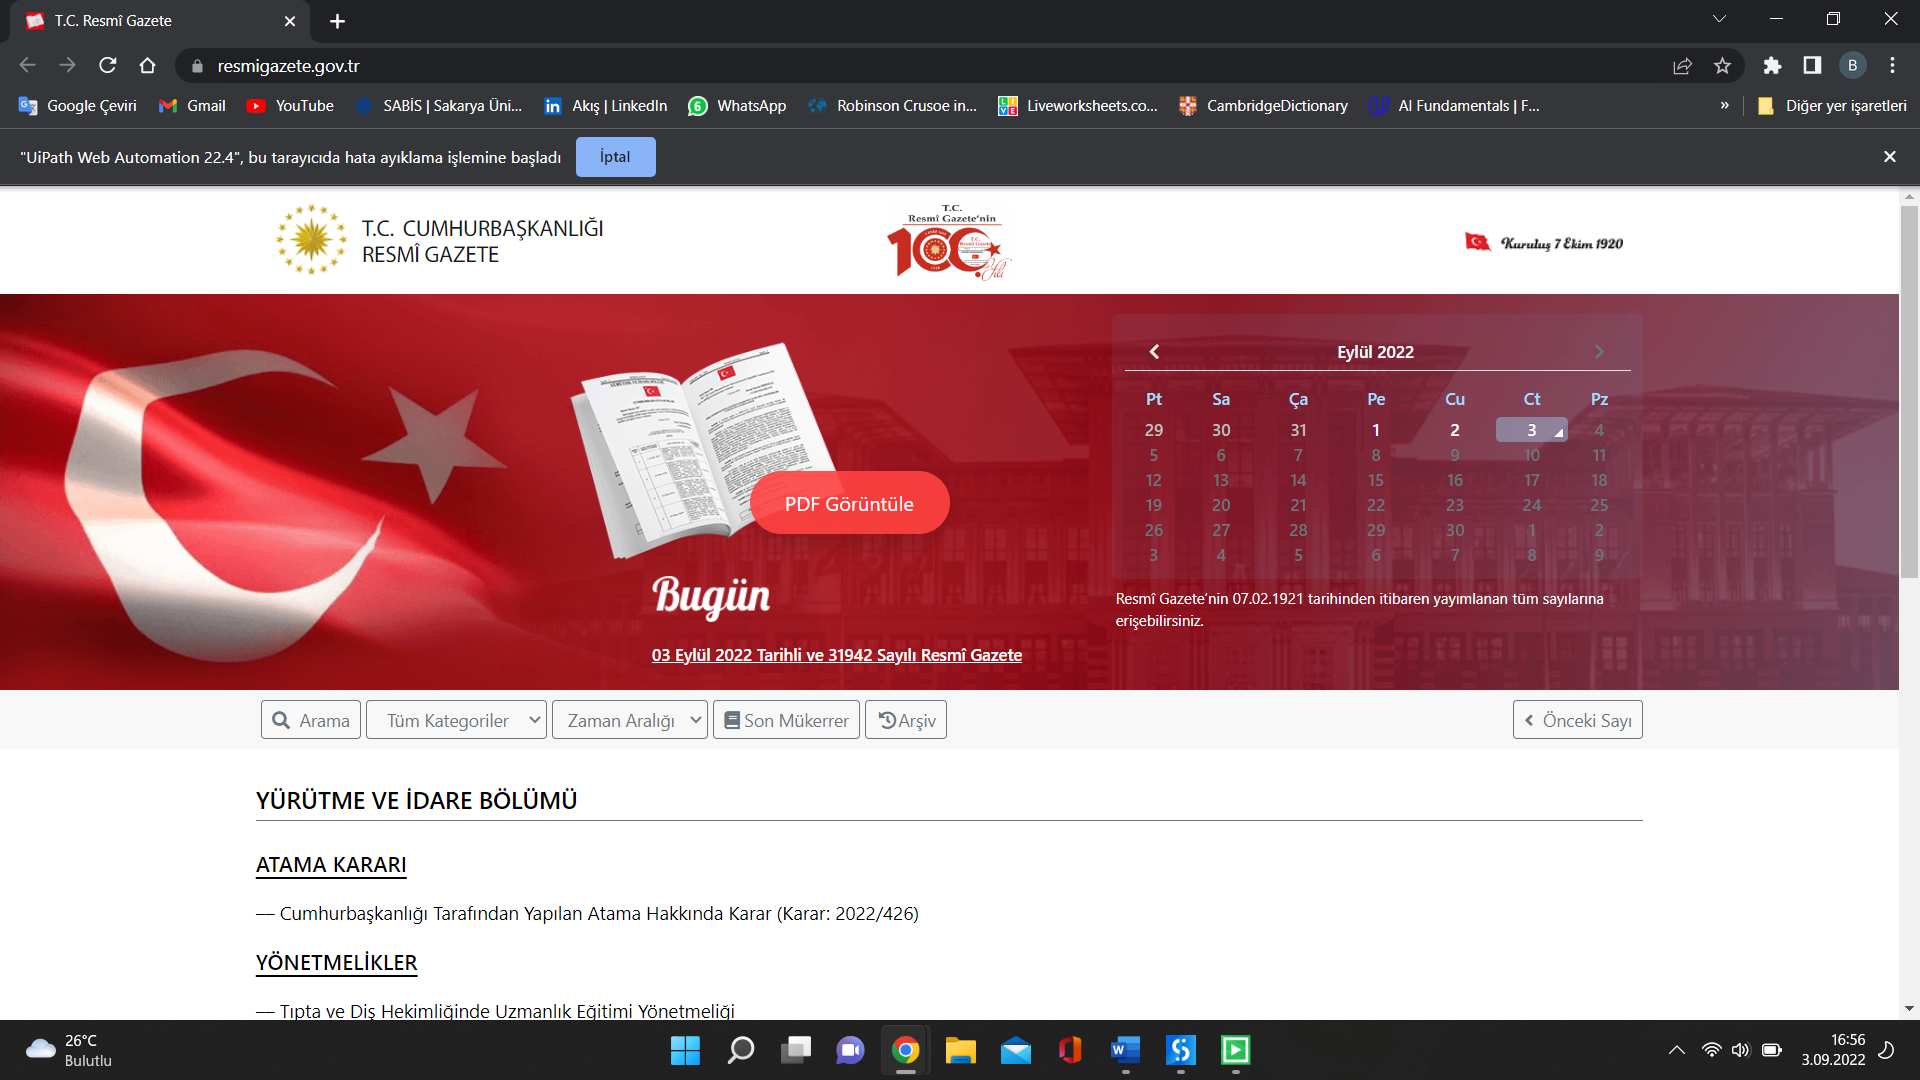 T.C. Resmî Gazete
resmigazete.gov.tr
B
Google Çeviri
Gmail
YouTube
SABİS | Sakarya Üni...
Akış | LinkedIn
WhatsApp
Robinson Crusoe in...
Liveworksheets.co...
CambridgeDictionary
AI Fundamentals | F...
»
Diğer yer işaretleri
"UiPath Web Automation 22.4", bu tarayıcıda hata ayıklama işlemine başladı
İptal
T.C. CUMHURBAŞKANLIĞI
RESMÎ GAZETE
T.C.
Resmî Gazete'nin
100.
Yılı
Kuruluş 7 Ekim 1920
Eylül 2022
Pt Sa Ça Pe Cu Ct Pz
29 30 31 1 2 3 4
5 6 7 8 9 10 11
12 13 14 15 16 17 18
19 20 21 22 23 24 25
26 27 28 29 30 1 2
3 4 5 6 7 8 9
Resmî Gazete'nin 07.02.1921 tarihinden itibaren yayımlanan tüm sayılarına
erişebilirsiniz.
PDF Görüntüle
Bugün
03 Eylül 2022 Tarihli ve 31942 Sayılı Resmî Gazete
Arama
Tüm Kategoriler
Zaman Aralığı
Son Mükerrer
Arşiv
Önceki Sayı
YÜRÜTME VE İDARE BÖLÜMÜ
ATAMA KARARI
–– Cumhurbaşkanlığı Tarafından Yapılan Atama Hakkında Karar (Karar: 2022/426)
YÖNETMELİKLER
–– Tıpta ve Diş Hekimliğinde Uzmanlık Eğitimi Yönetmeliği
26°C
Bulutlu
16:56
3.09.2022